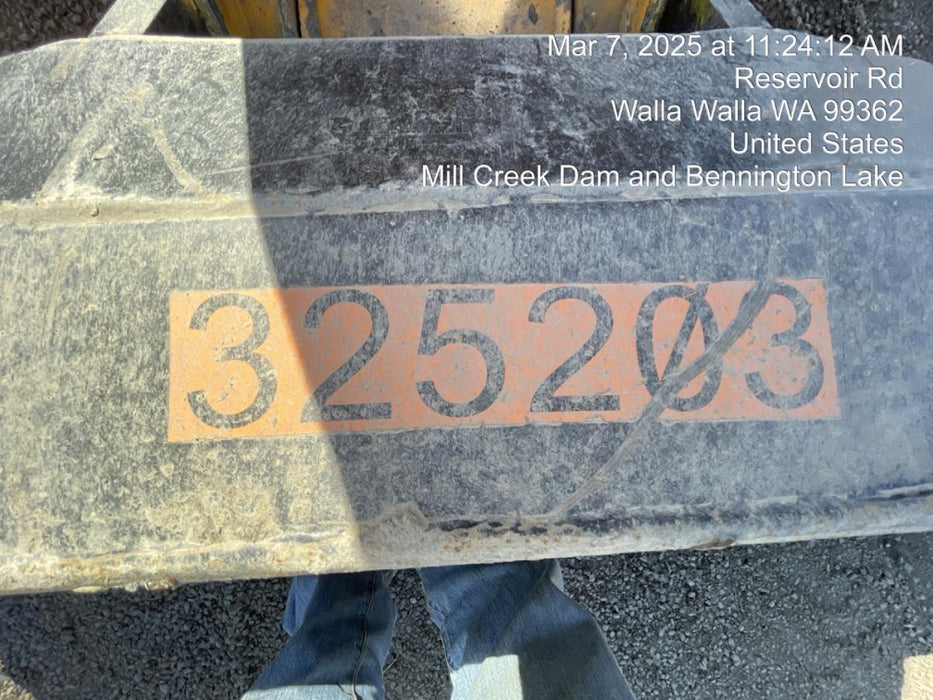 Mar 7, 2025 at 11:24:12 AM
Reservoir Rd
Walla Walla WA 99362
United States
Mill Creek Dam and Bennington Lake
325203